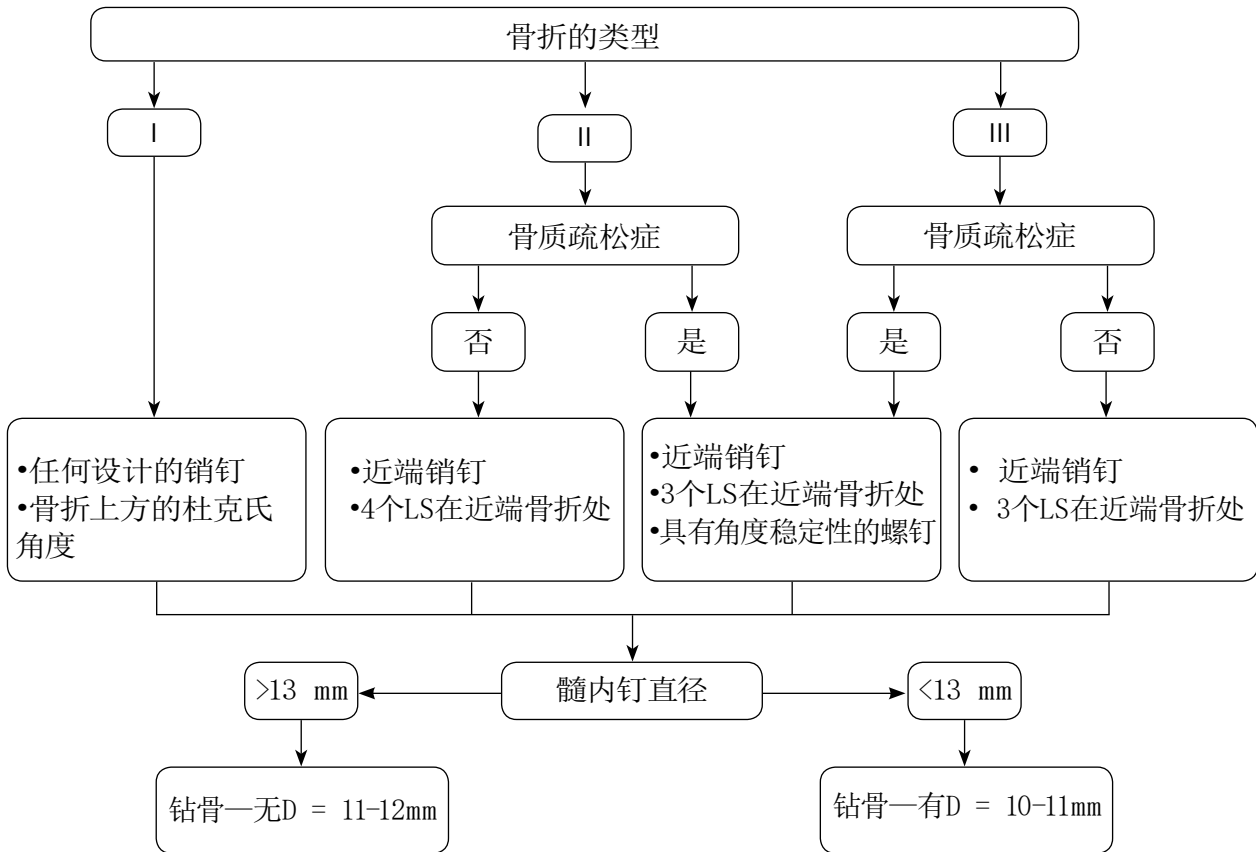 骨折的类型
I
II
III
骨质疏松症
骨质疏松症
否
是
是
否
•任何设计的销钉
•骨折上方的杜克氏
角度
•近端销钉
•4个LS在近端骨折处
•近端销钉
•3个LS在近端骨折处
•具有角度稳定性的螺钉
• 近端销钉
• 3个LS在近端骨折处
>13 mm
髓内钉直径
<13 mm
钻骨—无D = 11-12mm
钻骨—有D = 10-11mm